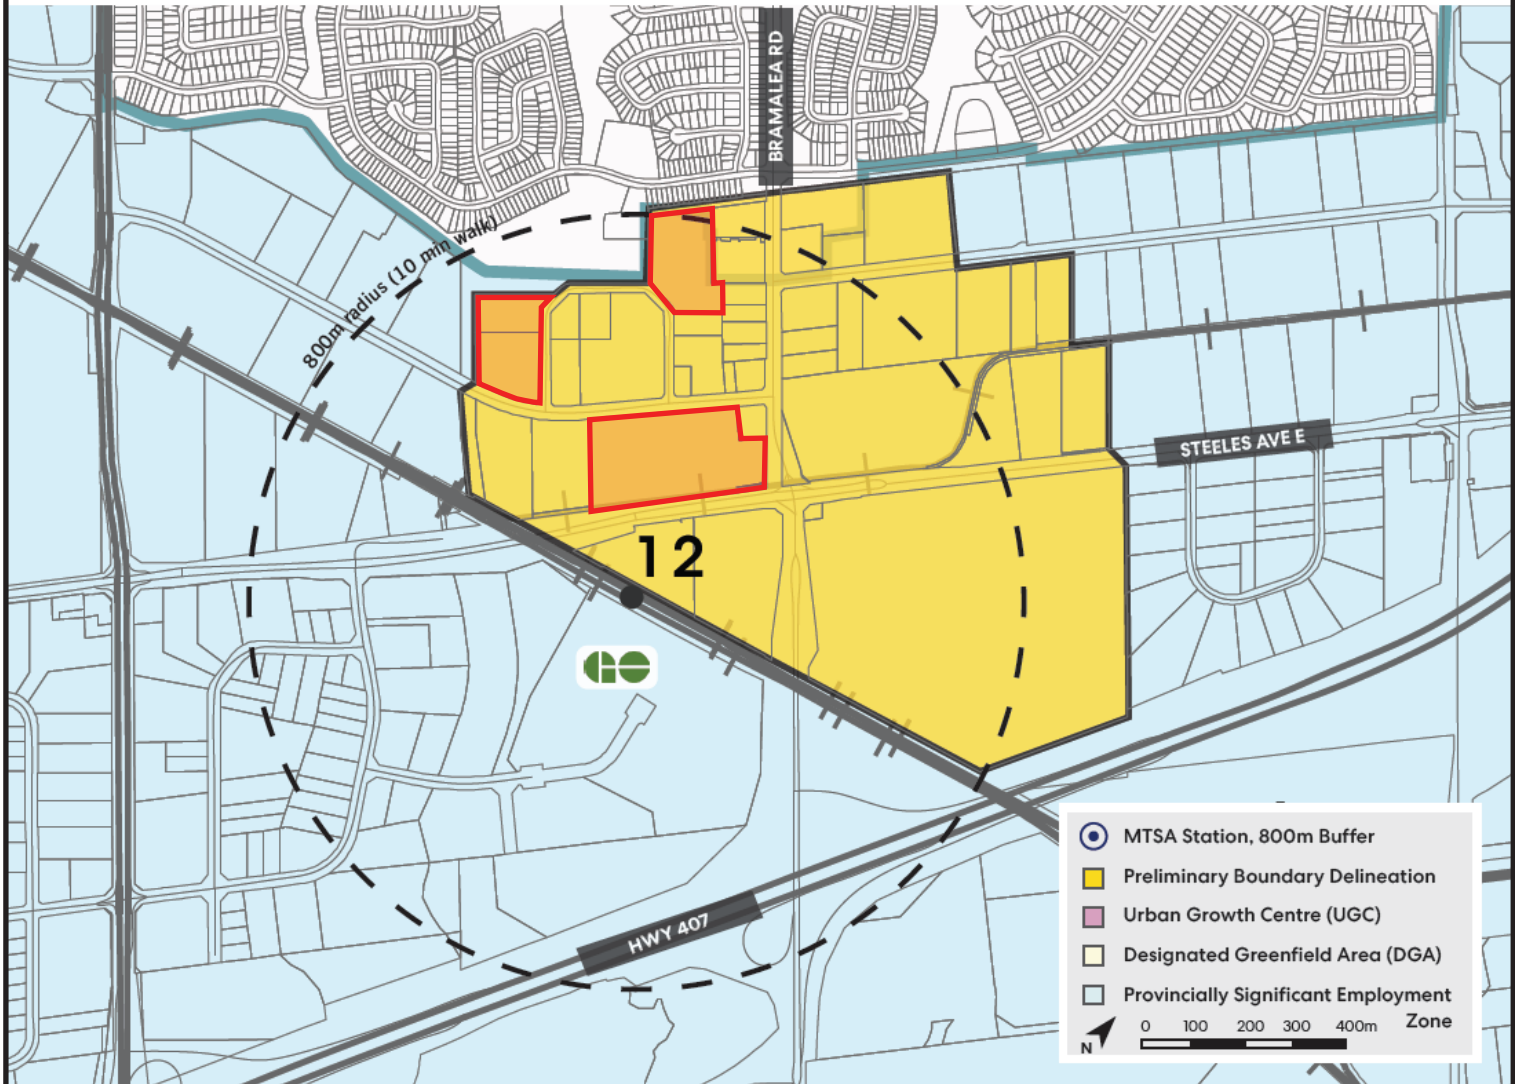 BRAMALEA RD
800m radius (10 min walk)
STEELES AVE E
12
GO
HWY 407
MTSA Station, 800m Buffer
Preliminary Boundary Delineation
Urban Growth Centre (UGC)
Designated Greenfield Area (DGA)
Provincially Significant Employment
Zone
0 100 200 300 400m
N